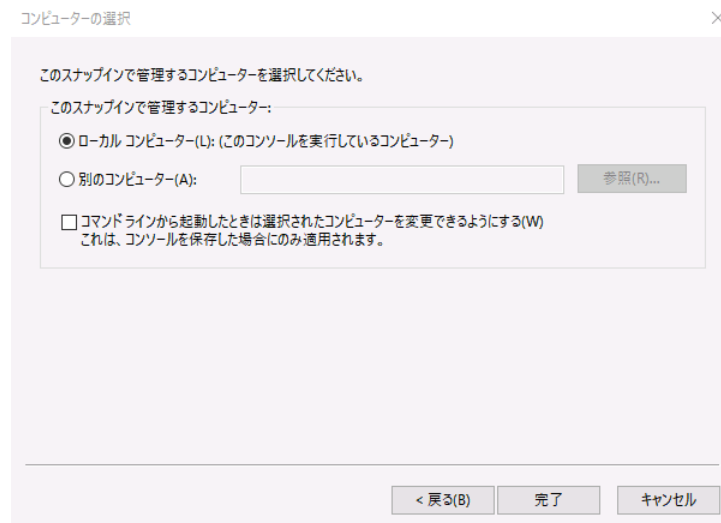 コンピューターの選択
このスナップインで管理するコンピューターを選択してください。
このスナップインで管理するコンピューター:
ローカル コンピューター(L): (このコンソールを実行しているコンピューター)
別のコンピューター(A):
参照(R)...
コマンド ラインから起動したときは選択されたコンピューターを変更できるようにする(W)
これは、コンソールを保存した場合にのみ適用されます。
< 戻る(B)
完了
キャンセル